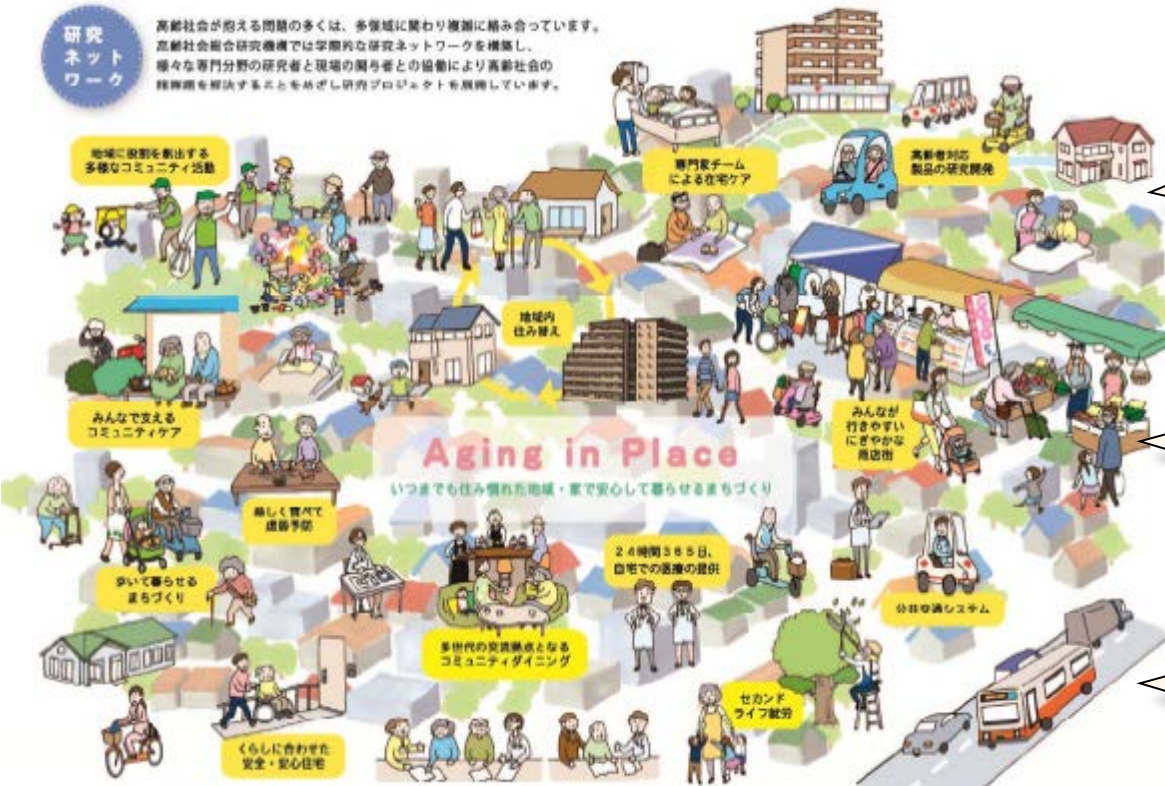 研究
ネット
ワーク
高齢社会が抱える問題の多くは、多領域に関わり複雑に絡み合っています。
高齢社会総合研究機構では学際的な研究ネットワークを構築し、
様々な専門分野の研究者と現場の関与者との協働により高齢社会の
諸課題を解決することをめざし研究プロジェクトを展開しています。
地域に役割を創出する
多様なコミュニティ活動
専門家チーム
による在宅ケア
高齢者対応
製品の研究開発
地域内
住み替え
みんなで支える
コミュニティケア
みんなが
行きやすい
にぎやかな
商店街
Aging in Place
いつまでも住み慣れた地域・家で安心して暮らせるまちづくり
楽しく食べて
虚弱予防
24時間365日、
自宅での医療の提供
歩いて暮らせる
まちづくり
公共交通システム
多世代の交流拠点となる
コミュニティダイニング
セカンド
ライフ就労
くらしに合わせた
安全・安心住宅